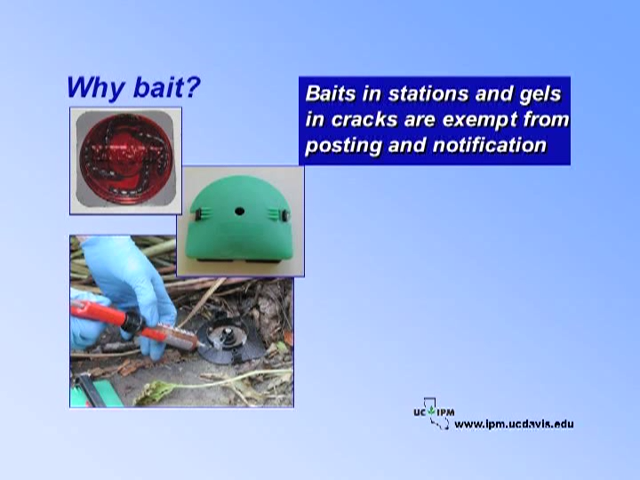 Why bait?
Baits in stations and gels
in cracks are exempt from
posting and notification
UC IPM
www.ipm.ucdavis.edu